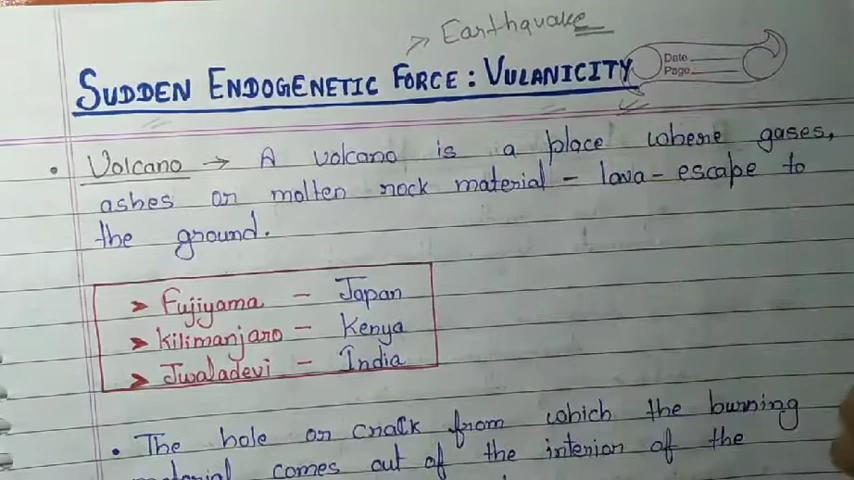 > Earthquake
SUDDEN ENDOGENETIC FORCE : VULANICITY
Date
Page
• Volcano → A volcano is a place where gases,
ashes or molten rock material - lava - escape to
the ground.
➤ Fujiyama - Japan
➤ Kilimanjaro - Kenya
➤ Jwaladevi - India
• The hole or crack from which the burning
material comes out of the interior of the